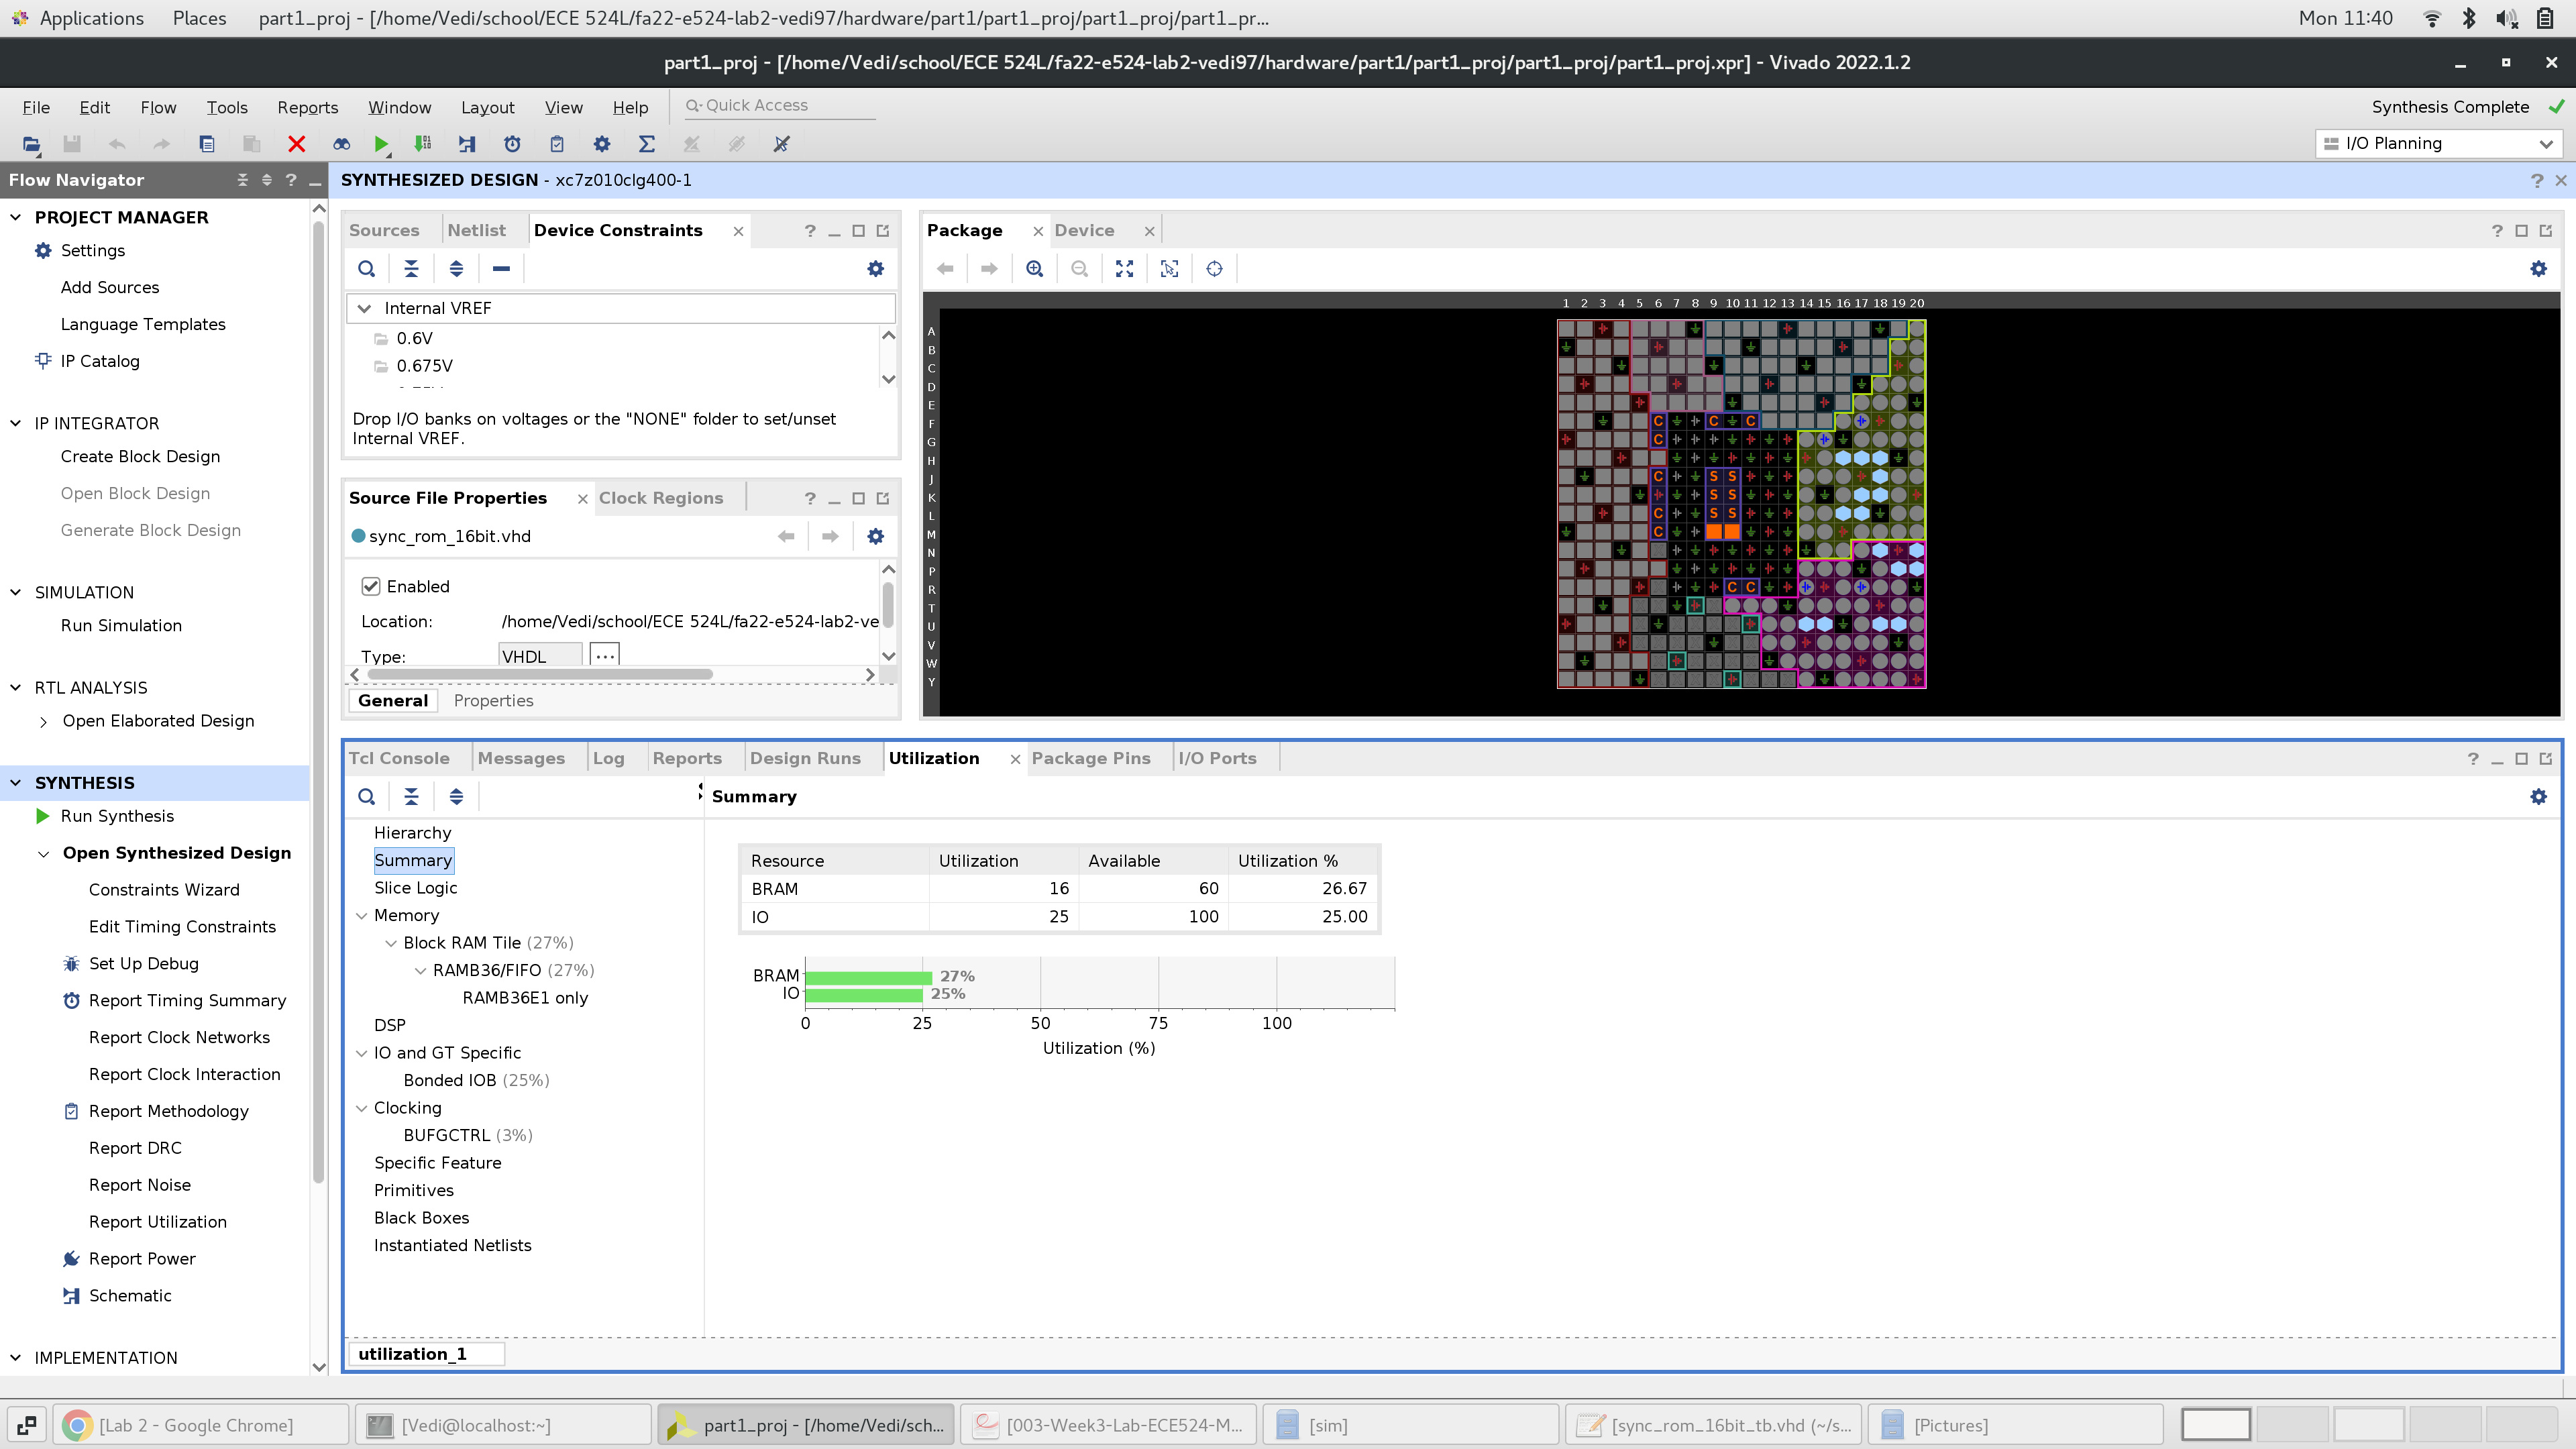 Applications Places part1_proj - [/home/Vedi/school/ECE 524L/fa22-e524-lab2-vedi97/hardware/part1/part1_proj/part1_proj/part1_pr... Mon 11:40
part1_proj - [/home/Vedi/school/ECE 524L/fa22-e524-lab2-vedi97/hardware/part1/part1_proj/part1_proj/part1_proj.xpr] - Vivado 2022.1.2
File Edit Flow Tools Reports Window Layout View Help Quick Access Synthesis Complete
I/O Planning
Flow Navigator
PROJECT MANAGER
Settings
Add Sources
Language Templates
IP Catalog
IP INTEGRATOR
Create Block Design
Open Block Design
Generate Block Design
SIMULATION
Run Simulation
RTL ANALYSIS
Open Elaborated Design
SYNTHESIS
Run Synthesis
Open Synthesized Design
Constraints Wizard
Edit Timing Constraints
Set Up Debug
Report Timing Summary
Report Clock Networks
Report Clock Interaction
Report Methodology
Report DRC
Report Noise
Report Utilization
Report Power
Schematic
IMPLEMENTATION
SYNTHESIZED DESIGN - xc7z010clg400-1
Sources Netlist Device Constraints
Internal VREF
0.6V
0.675V
Drop I/O banks on voltages or the "NONE" folder to set/unset
Internal VREF.
Source File Properties Clock Regions
sync_rom_16bit.vhd
Enabled
Location: /home/Vedi/school/ECE 524L/fa22-e524-lab2-ve
Type: VHDL
General Properties
Package Device
1 2 3 4 5 6 7 8 9 10 11 12 13 14 15 16 17 18 19 20
A
B
C
D
E
F C C C
G C
H
J C S S
K S S
L C S S
M C
N
P
R C C
T
U
V
W
Y
Tcl Console Messages Log Reports Design Runs Utilization Package Pins I/O Ports
Hierarchy
Summary
Slice Logic
Memory
Block RAM Tile (27%)
RAMB36/FIFO (27%)
RAMB36E1 only
DSP
IO and GT Specific
Bonded IOB (25%)
Clocking
BUFGCTRL (3%)
Specific Feature
Primitives
Black Boxes
Instantiated Netlists
Summary
Resource Utilization Available Utilization %
BRAM 16 60 26.67
IO 25 100 25.00
BRAM 27%
IO 25%
0 25 50 75 100
Utilization (%)
utilization_1
[Lab 2 - Google Chrome] [Vedi@localhost:~] part1_proj - [/home/Vedi/sch... [003-Week3-Lab-ECE524-M... [sim] [sync_rom_16bit_tb.vhd (~/s... [Pictures]